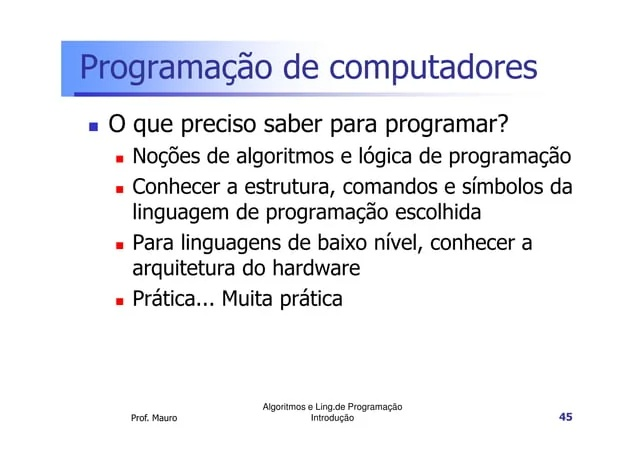 Programação de computadores
O que preciso saber para programar?
Noções de algoritmos e lógica de programação
Conhecer a estrutura, comandos e símbolos da
linguagem de programação escolhida
Para linguagens de baixo nível, conhecer a
arquitetura do hardware
Prática... Muita prática
Prof. Mauro
Algoritmos e Ling.de Programação
Introdução
45